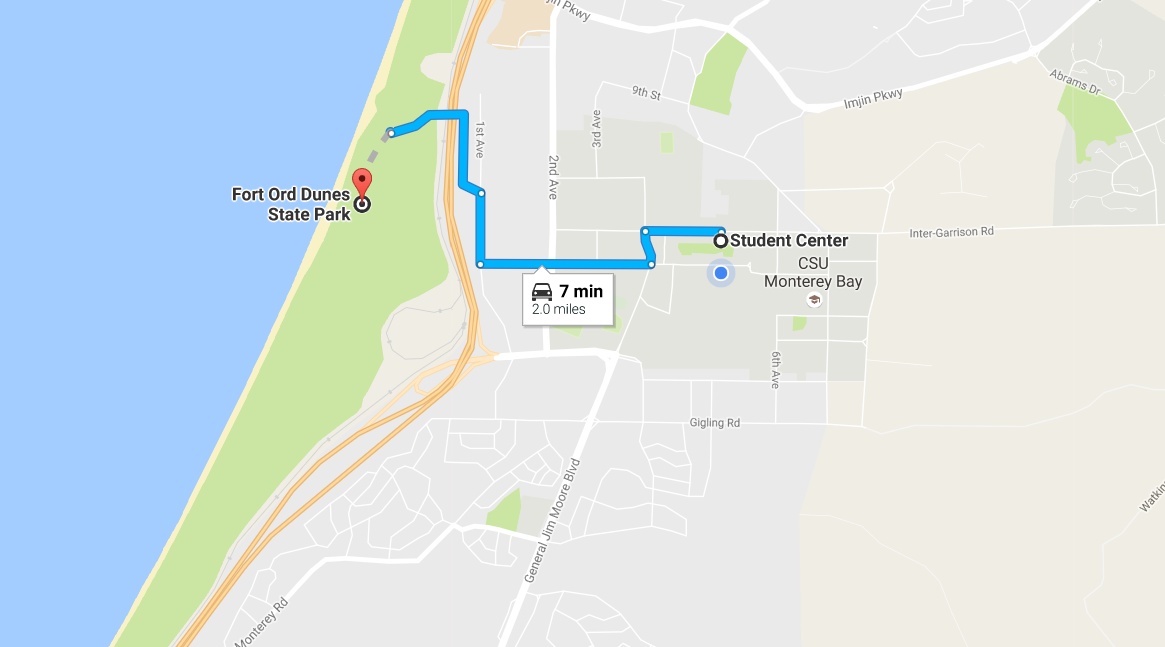 jin Pkwy
Abrams Dr
9th St
Imjin Pkwy
3rd Ave
1st Ave
2nd Ave
Fort Ord Dunes
State Park
Student Center
Inter-Garrison Rd
CSU
Monterey Bay
7 min
2.0 miles
6th Ave
Gigling Rd
General Jim Moore Blvd
Watkin
Monterey Rd